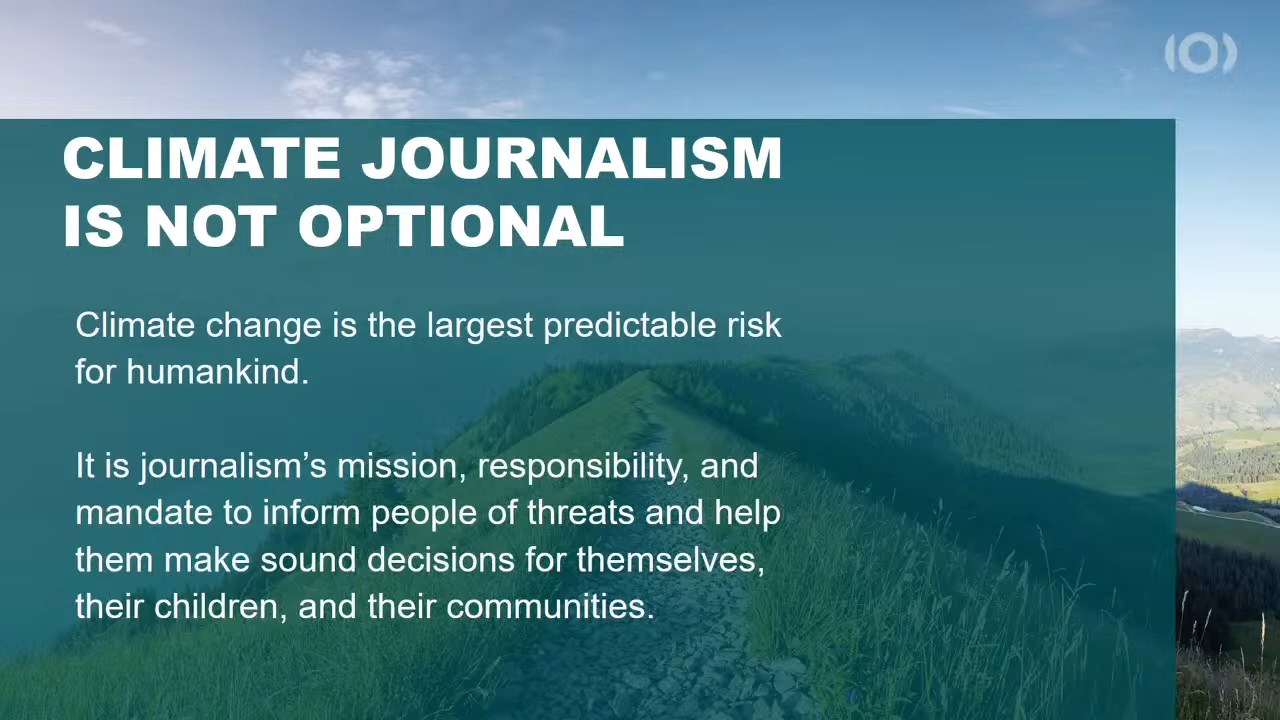 CLIMATE JOURNALISM
IS NOT OPTIONAL
Climate change is the largest predictable risk
for humankind.
It is journalism’s mission, responsibility, and
mandate to inform people of threats and help
them make sound decisions for themselves,
their children, and their communities.